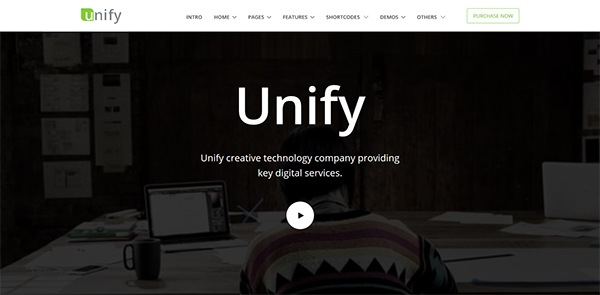 unify
INTRO HOME PAGES FEATURES SHORTCODES DEMOS OTHERS PURCHASE NOW
Unify
Unify creative technology company providing
key digital services.